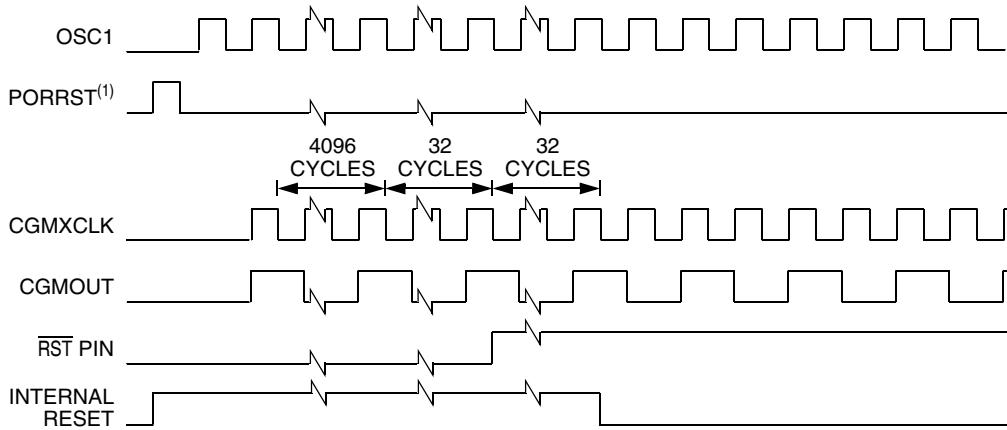 OSC1
PORRST(1)
4096
CYCLES
32
CYCLES
32
CYCLES
CGMXCLK
CGMOUT
RST PIN
INTERNAL
RESET